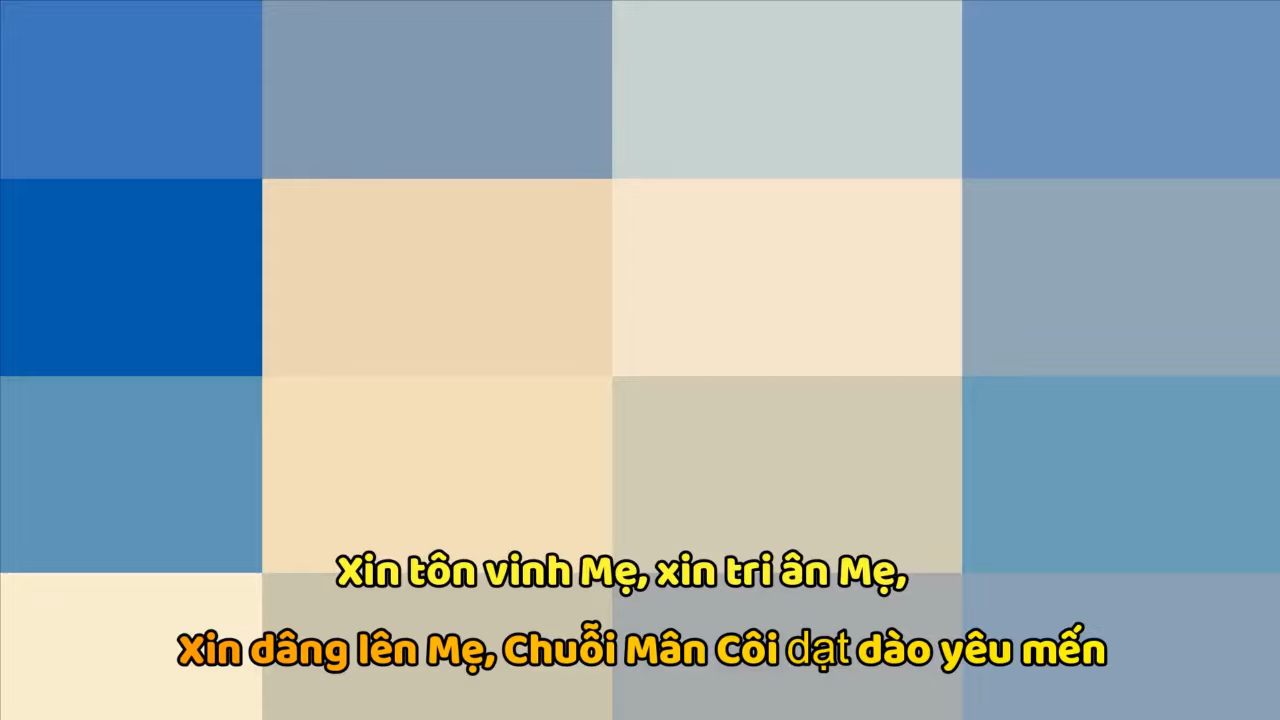 Xin tôn vinh Mẹ, xin tri ân Mẹ,
Xin dâng lên Mẹ, Chuỗi Mân Côi dạt dào yêu mến